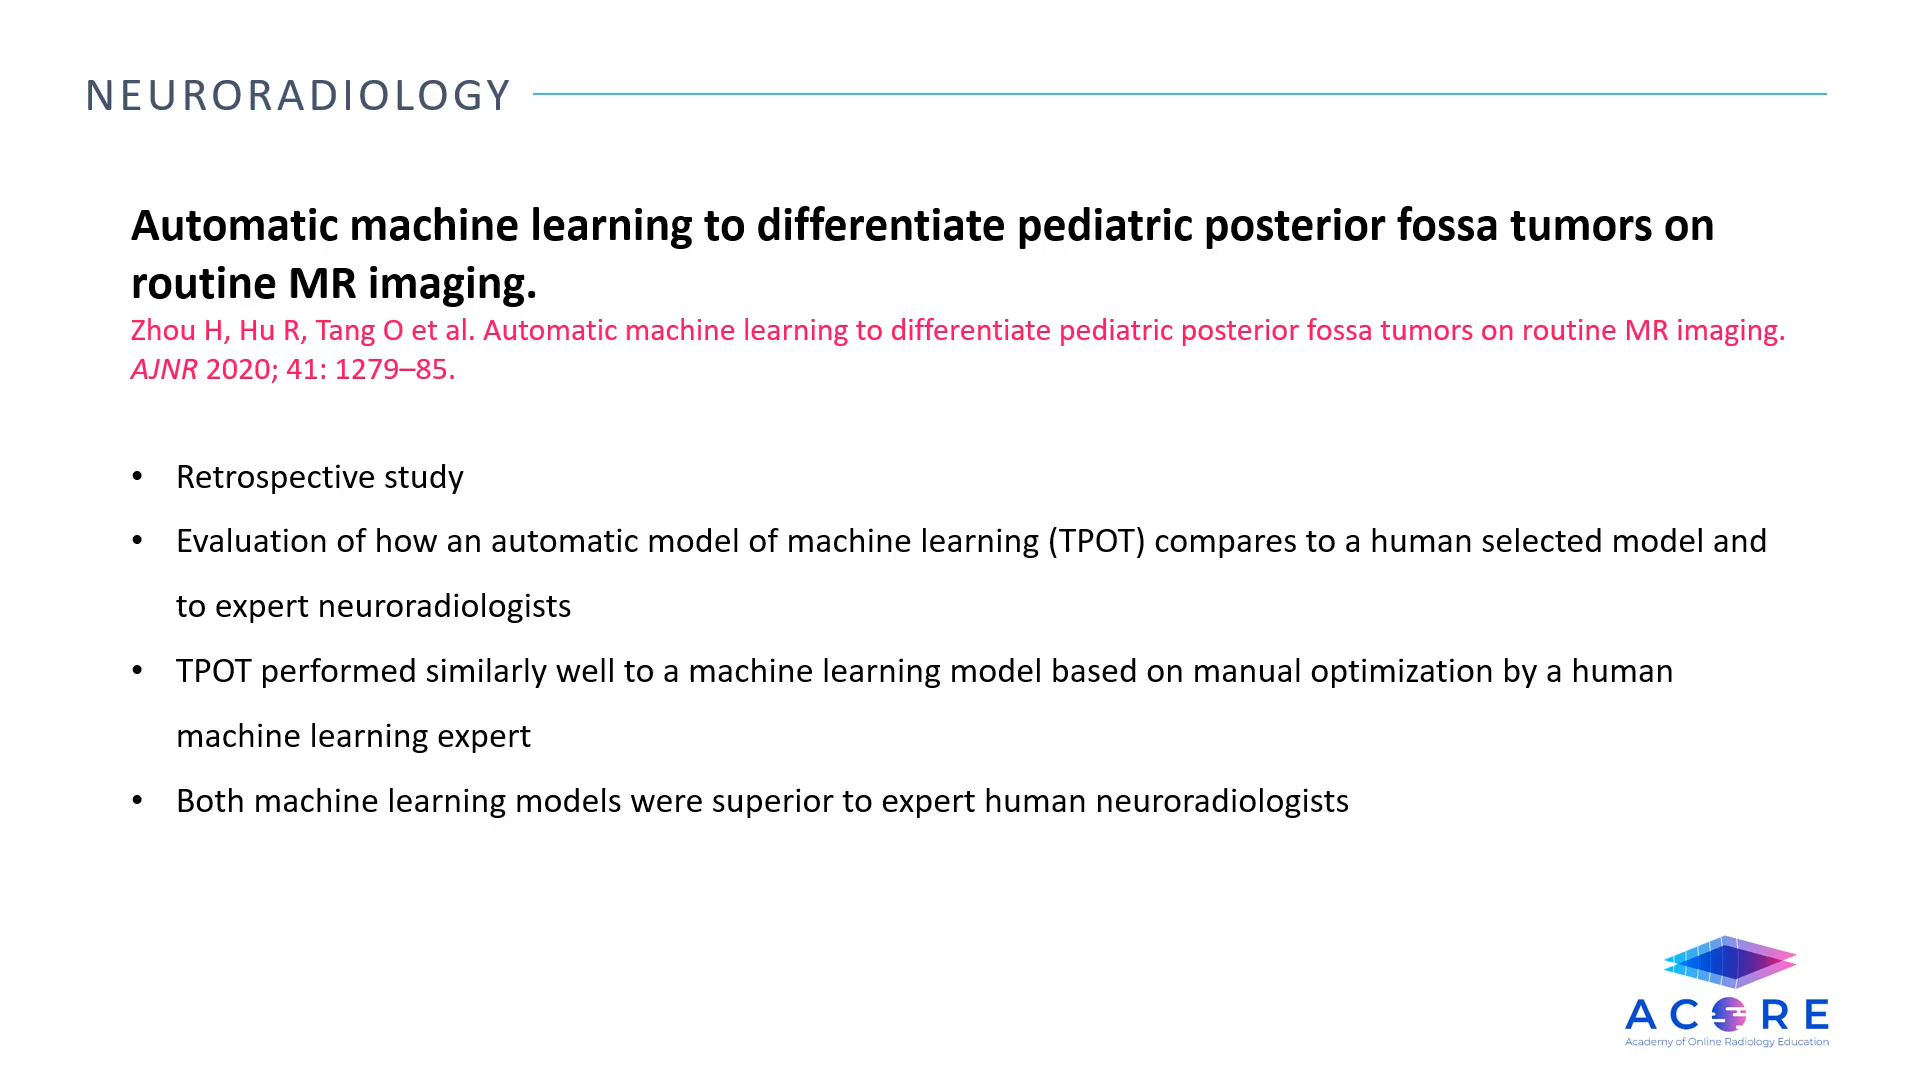 NEURORADIOLOGY
Automatic machine learning to differentiate pediatric posterior fossa tumors on
routine MR imaging.
Zhou H, Hu R, Tang O et al. Automatic machine learning to differentiate pediatric posterior fossa tumors on routine MR imaging.
AJNR 2020; 41: 1279–85.
• Retrospective study
• Evaluation of how an automatic model of machine learning (TPOT) compares to a human selected model and
to expert neuroradiologists
• TPOT performed similarly well to a machine learning model based on manual optimization by a human
machine learning expert
• Both machine learning models were superior to expert human neuroradiologists
ACORE
Academy of Online Radiology Education